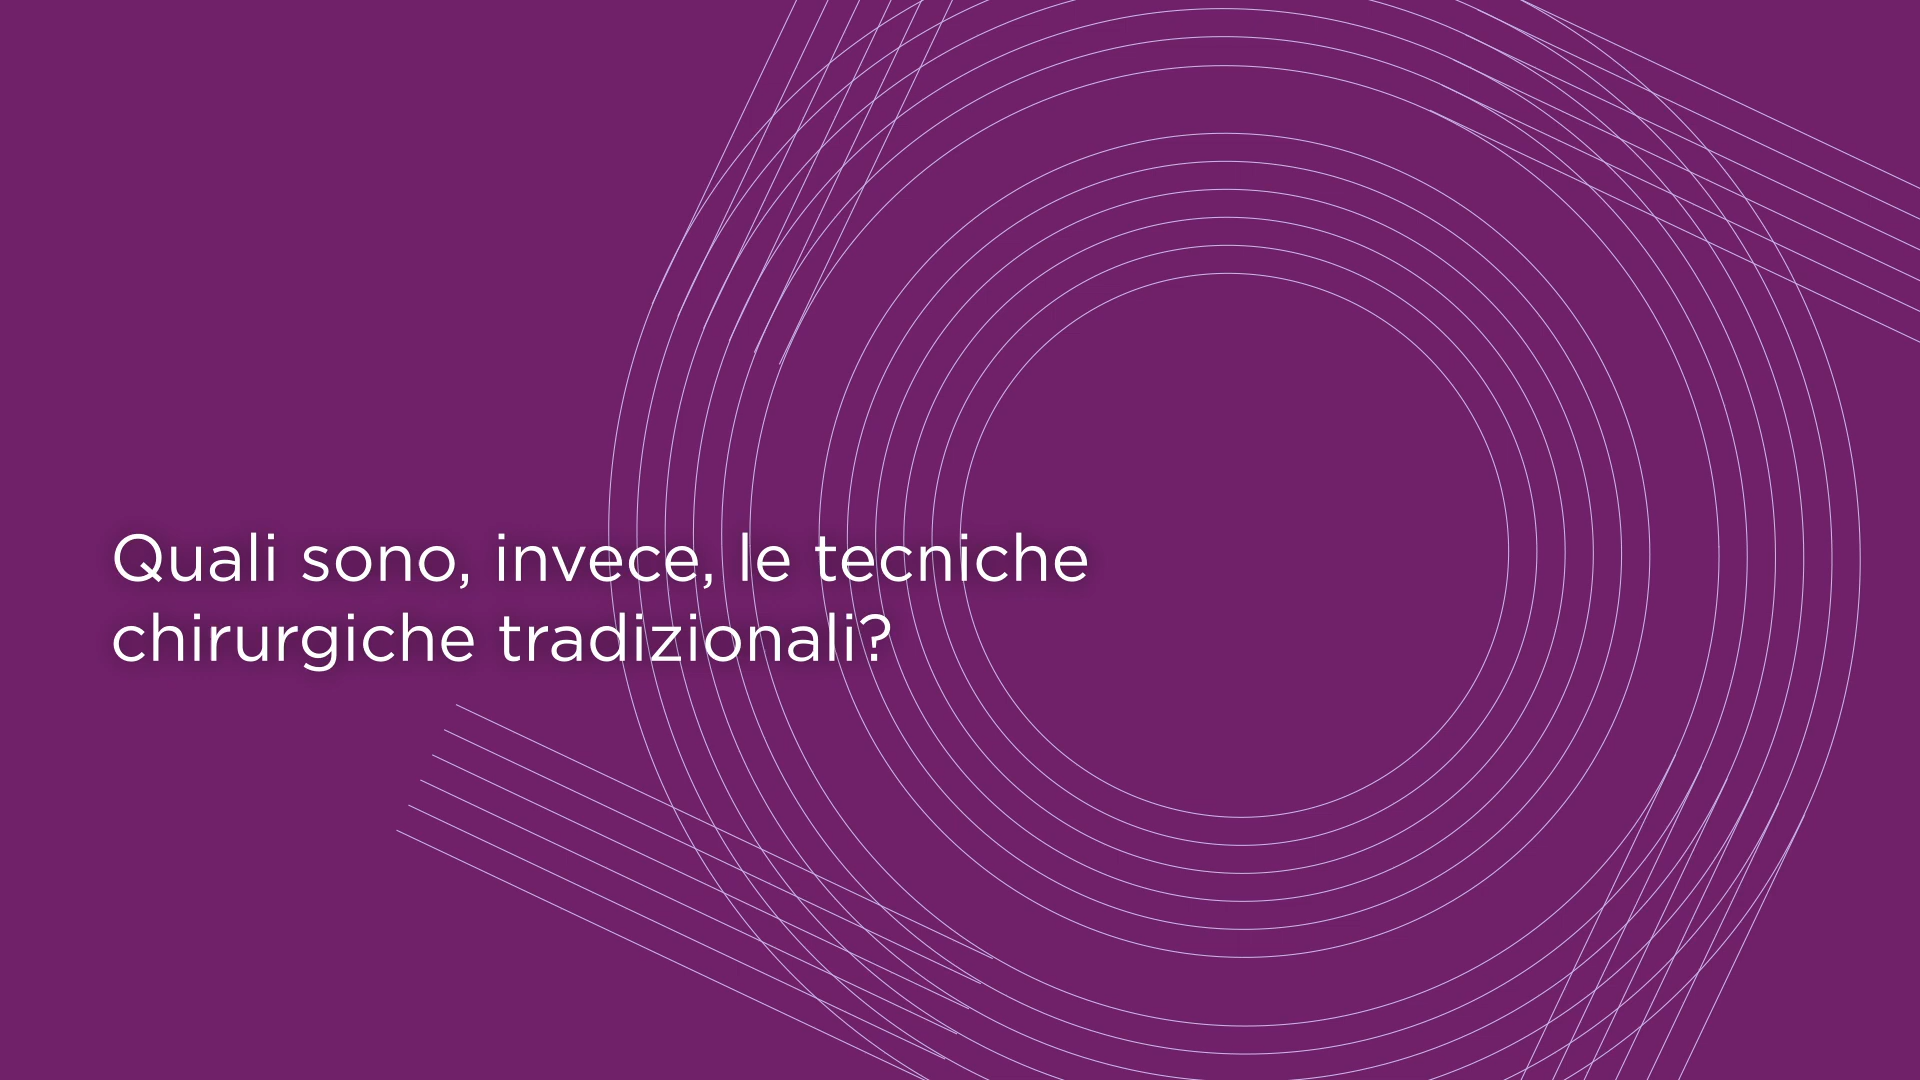 Quali sono, invece, le tecniche
chirurgiche tradizionali?